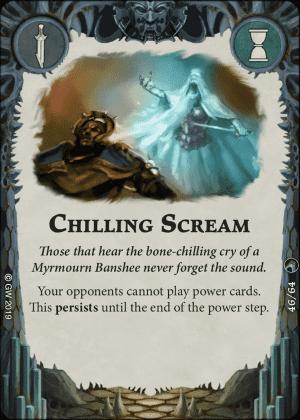 CHILLING SCREAM
Those that hear the bone-chilling cry of a
Myrmourn Banshee never forget the sound.
Your opponents cannot play power cards.
This persists until the end of the power step.
© GW 2019
46/64